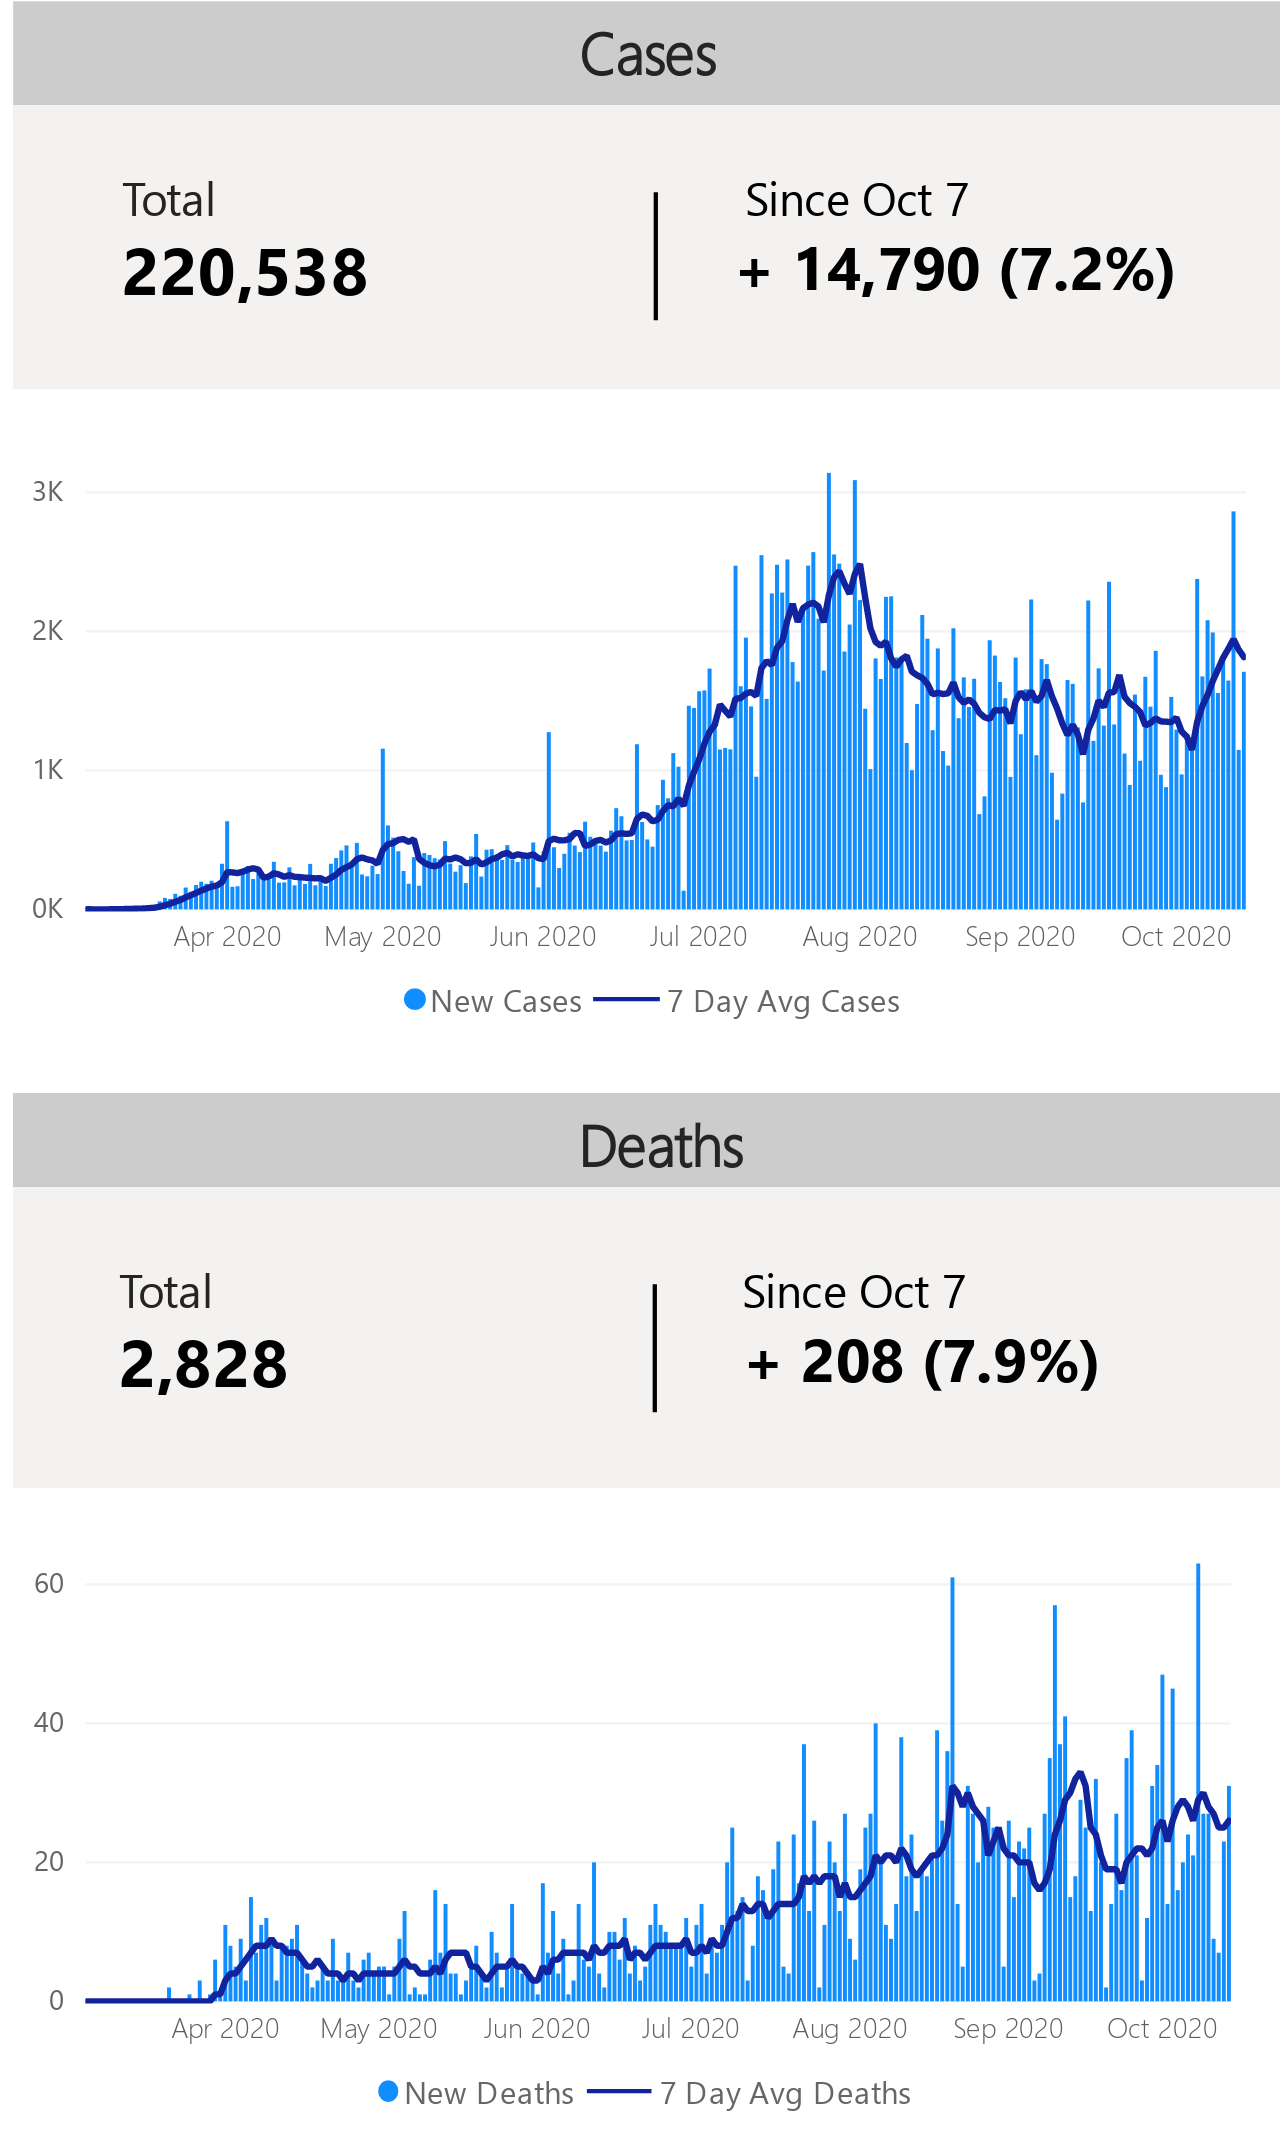 Cases
Total
Since Oct 7
220,538
+ 14,790 (7.2%)
3K
2K
1K
0K
Apr 2020 May 2020 Jun 2020 Jul 2020 Aug 2020 Sep 2020 Oct 2020
New Cases 7 Day Avg Cases
Deaths
Total
Since Oct 7
2,828
+ 208 (7.9%)
60
40
20
0
Apr 2020 May 2020 Jun 2020 Jul 2020 Aug 2020 Sep 2020 Oct 2020
New Deaths 7 Day Avg Deaths